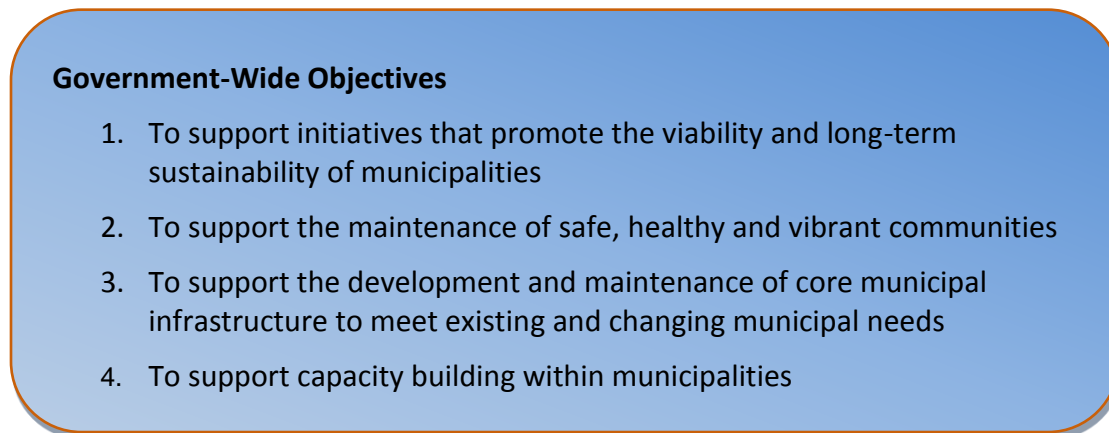 Government-Wide Objectives
1. To support initiatives that promote the viability and long-term
sustainability of municipalities
2. To support the maintenance of safe, healthy and vibrant communities
3. To support the development and maintenance of core municipal
infrastructure to meet existing and changing municipal needs
4. To support capacity building within municipalities